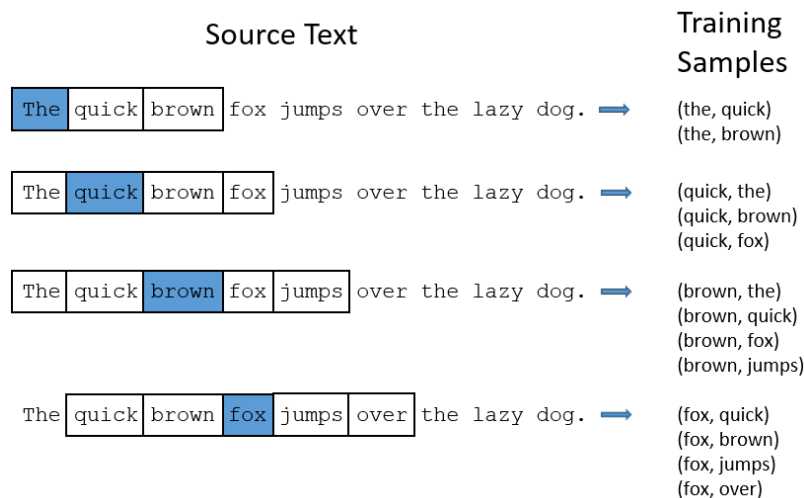 Source Text
Training
Samples
The quick brown fox jumps over the lazy dog.
(the, quick)
(the, brown)
The quick brown fox jumps over the lazy dog.
(quick, the)
(quick, brown)
(quick, fox)
The quick brown fox jumps over the lazy dog.
(brown, the)
(brown, quick)
(brown, fox)
(brown, jumps)
The quick brown fox jumps over the lazy dog.
(fox, quick)
(fox, brown)
(fox, jumps)
(fox, over)